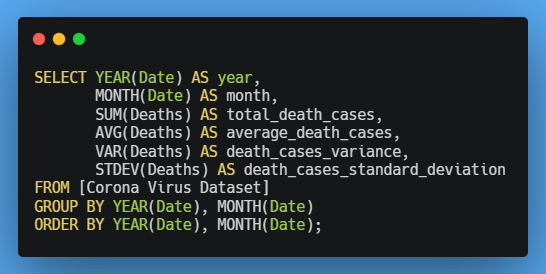 SELECT YEAR(Date) AS year,
MONTH(Date) AS month,
SUM(Deaths) AS total_death_cases,
AVG(Deaths) AS average_death_cases,
VAR(Deaths) AS death_cases_variance,
STDEV(Deaths) AS death_cases_standard_deviation
FROM [Corona Virus Dataset]
GROUP BY YEAR(Date), MONTH(Date)
ORDER BY YEAR(Date), MONTH(Date);